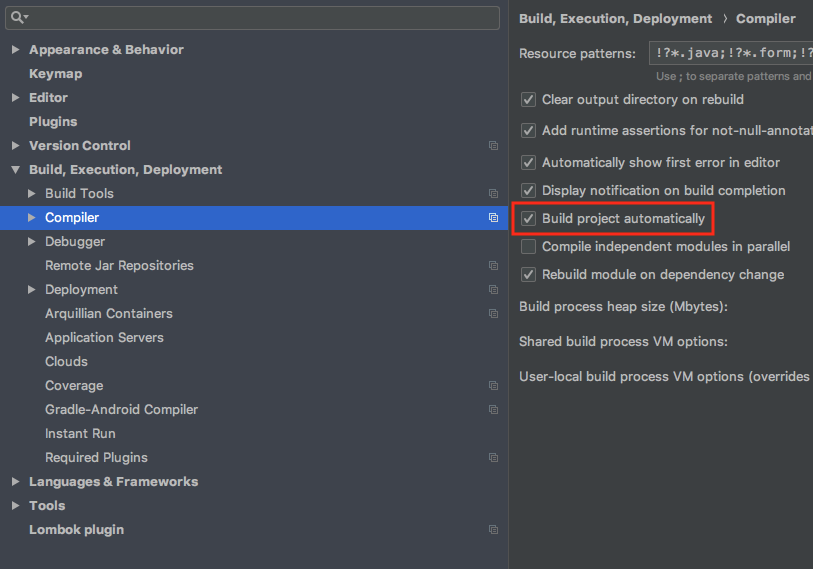 Appearance & Behavior
Keymap
Editor
Plugins
Version Control
Build, Execution, Deployment
Build Tools
Compiler
Debugger
Remote Jar Repositories
Deployment
Arquillian Containers
Application Servers
Clouds
Coverage
Gradle-Android Compiler
Instant Run
Required Plugins
Languages & Frameworks
Tools
Lombok plugin
Build, Execution, Deployment › Compiler
Resource patterns: !?*.java;!?*.form;!?
Use ; to separate patterns and
Clear output directory on rebuild
Add runtime assertions for not-null-annotat
Automatically show first error in editor
Display notification on build completion
Build project automatically
Compile independent modules in parallel
Rebuild module on dependency change
Build process heap size (Mbytes):
Shared build process VM options:
User-local build process VM options (overrides